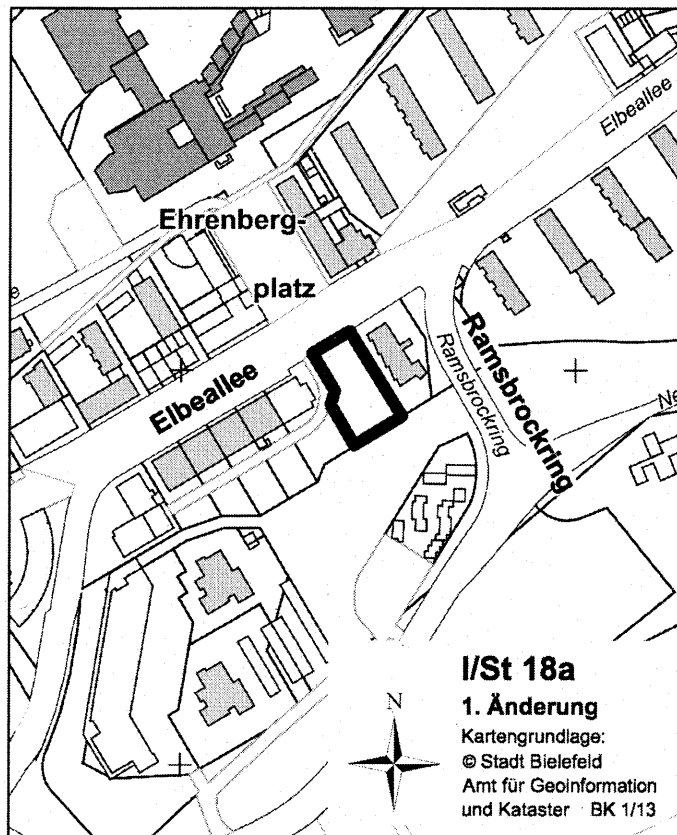 Elbeallee
Ehrenberg-
platz
Elbeallee
Ramsbrockring
Ramsbrockring
Ne
e
I/St 18a
1. Änderung
N
Kartengrundlage:
© Stadt Bielefeld
Amt für Geoinformation
und Kataster BK 1/13